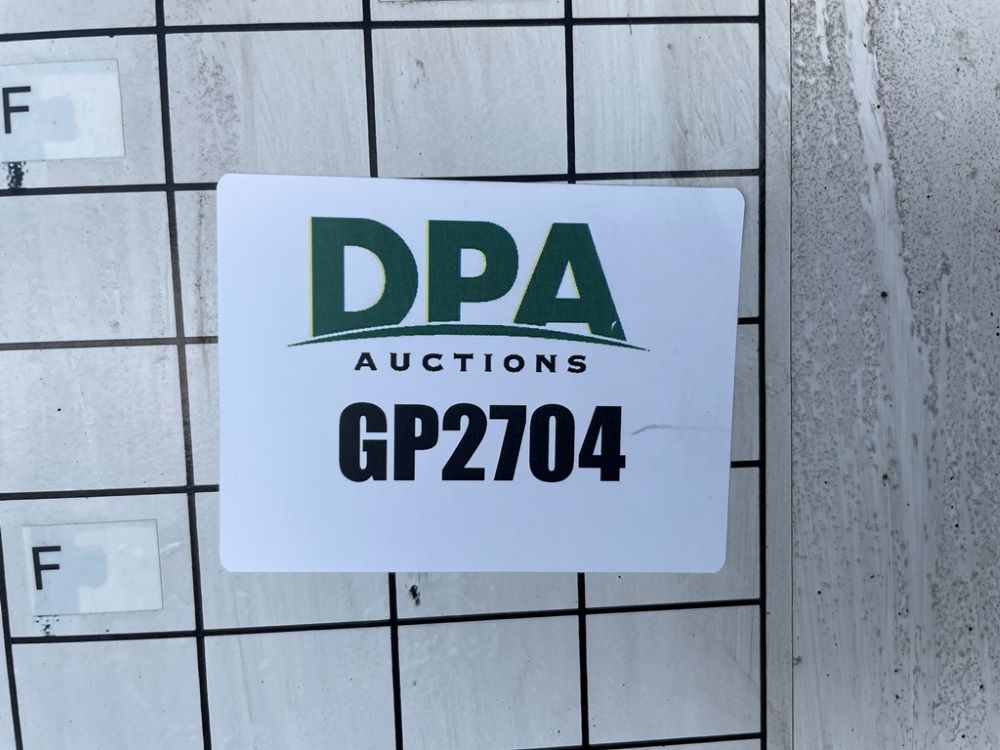 F
DPA
AUCTIONS
GP2704
F